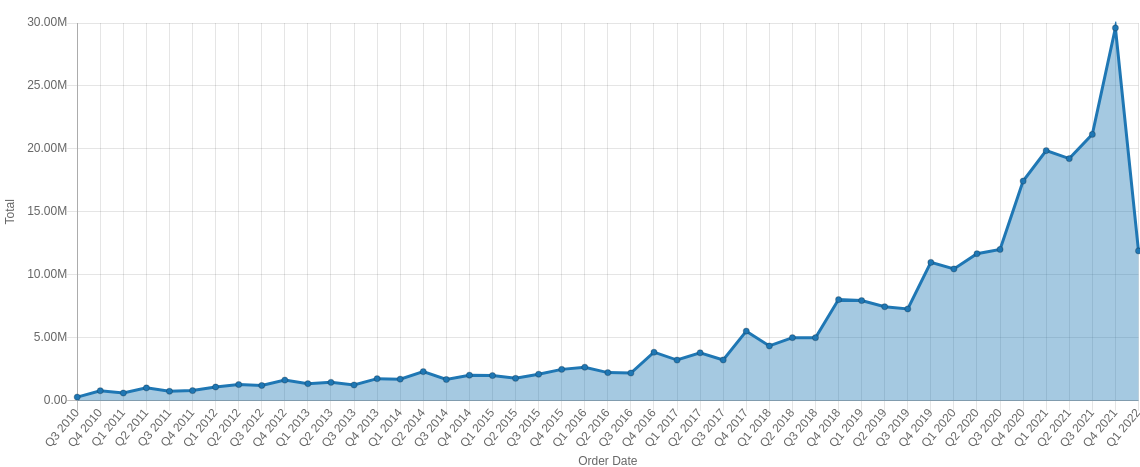 30.00M
25.00M
20.00M
15.00M
10.00M
5.00M
0.00
Total
Q3 2010
Q4 2010
Q1 2011
Q2 2011
Q3 2011
Q4 2011
Q1 2012
Q2 2012
Q3 2012
Q4 2012
Q1 2013
Q2 2013
Q3 2013
Q4 2013
Q1 2014
Q2 2014
Q3 2014
Q4 2014
Q1 2015
Q2 2015
Q3 2015
Q4 2015
Q1 2016
Q2 2016
Q3 2016
Q4 2016
Q1 2017
Q2 2017
Q3 2017
Q4 2017
Q1 2018
Q2 2018
Q3 2018
Q4 2018
Q1 2019
Q2 2019
Q3 2019
Q4 2019
Q1 2020
Q2 2020
Q3 2020
Q4 2020
Q1 2021
Q2 2021
Q3 2021
Q4 2021
Q1 2022
Order Date